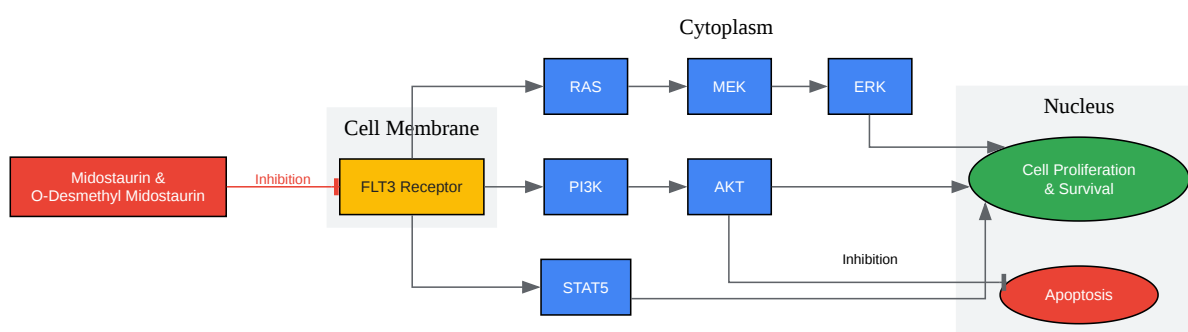 Cytoplasm
RAS
MEK
ERK
Nucleus
Cell Membrane
Midostaurin &
O-Desmethyl Midostaurin
Inhibition
FLT3 Receptor
PI3K
AKT
Cell Proliferation
& Survival
Inhibition
STAT5
Apoptosis